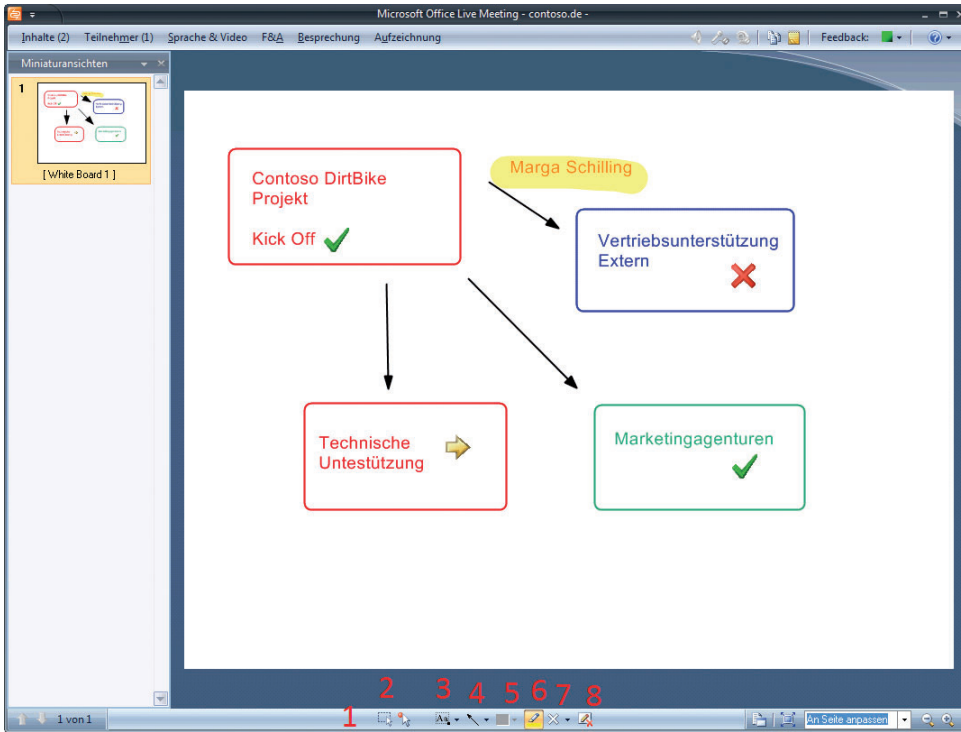 Microsoft Office Live Meeting - contoso.de -
Inhalte (2) Teilnehmer (1) Sprache & Video F&A Besprechung Aufzeichnung Feedback:
Miniaturansichten
1
[ White Board 1 ]
Contoso DirtBike
Projekt
Kick Off
Marga Schilling
Vertriebsunterstützung
Extern
Technische
Untestützung
Marketingagenturen
1 2 3 4 5 6 7 8
1 von 1 Aa An Seite anpassen